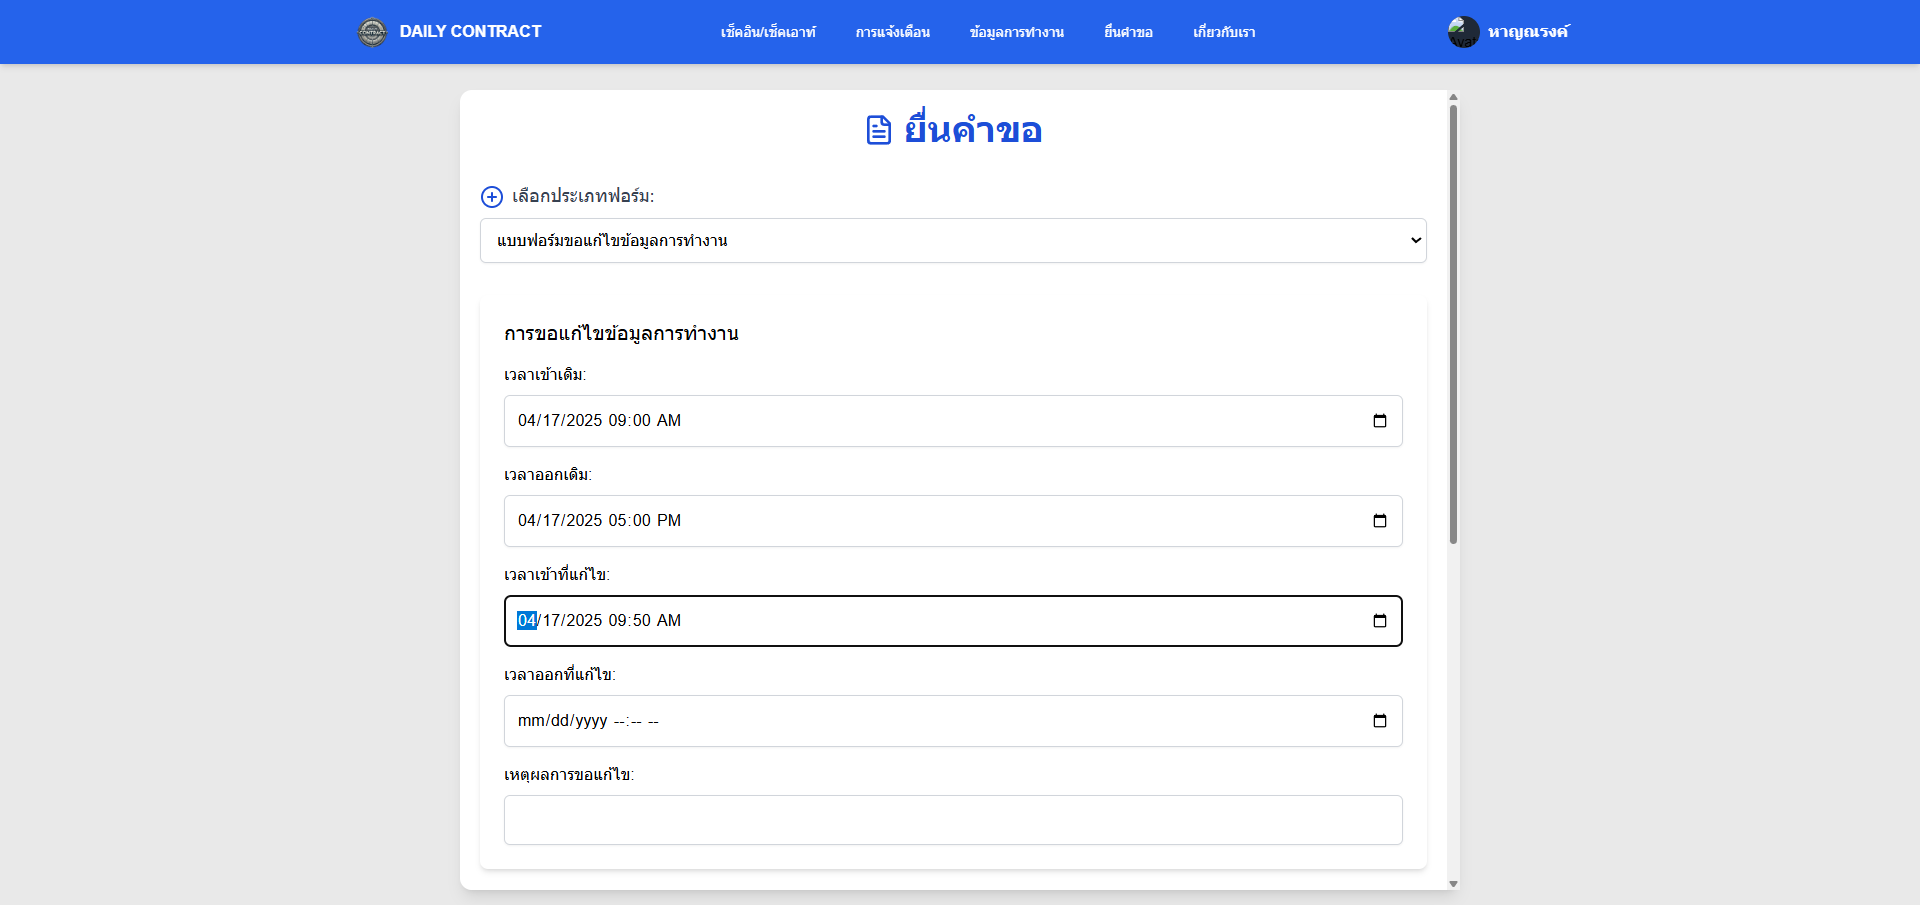 DAILY CONTRACT
เช็คอิน/เช็คเอาท์
การแจ้งเตือน
ข้อมูลการทำงาน
ยื่นคำขอ
เกี่ยวกับเรา
หาญณรงค์
ยื่นคำขอ
เลือกประเภทฟอร์ม:
แบบฟอร์มขอแก้ไขข้อมูลการทำงาน
การขอแก้ไขข้อมูลการทำงาน
เวลาเข้าเดิม:
04/17/2025 09:00 AM
เวลาออกเดิม:
04/17/2025 05:00 PM
เวลาเข้าที่แก้ไข:
04/17/2025 09:50 AM
เวลาออกที่แก้ไข:
mm/dd/yyyy --:-- --
เหตุผลการขอแก้ไข: